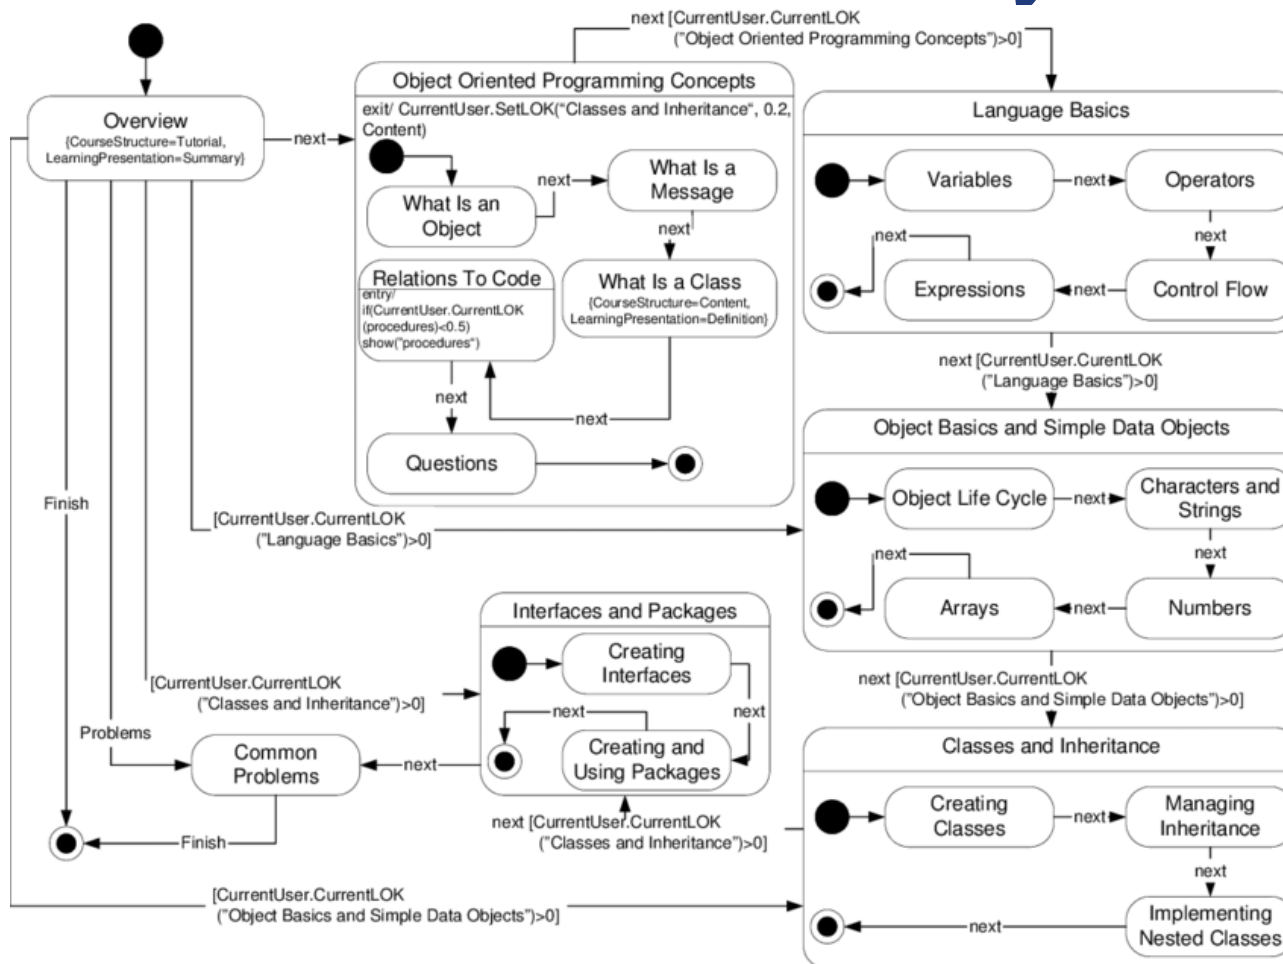 next [CurrentUser.CurrentLOK
("Object Oriented Programming Concepts")>0]
Overview
{CourseStructure=Tutorial,
LearningPresentation=Summary}
next
Object Oriented Programming Concepts
exit/ CurrentUser.SetLOK("Classes and Inheritance", 0.2,
Content)
What Is an
Object
next
What Is a
Message
next
What Is a Class
{CourseStructure=Content,
LearningPresentation=Definition}
next
Relations To Code
entry/
if(CurrentUser.CurrentLOK
(procedures)<0.5)
show("procedures")
next
Questions
Language Basics
Variables
next
Operators
next
Control Flow
next
Expressions
next
next [CurrentUser.CurentLOK
("Language Basics")>0]
Object Basics and Simple Data Objects
Object Life Cycle
next
Characters and
Strings
next
Numbers
next
Arrays
next
next [CurrentUser.CurrentLOK
("Object Basics and Simple Data Objects")>0]
Classes and Inheritance
Creating
Classes
next
Managing
Inheritance
next
Implementing
Nested Classes
next
Finish
[CurrentUser.CurrentLOK
("Language Basics")>0]
Interfaces and Packages
Creating
Interfaces
next
Creating and
Using Packages
next
[CurrentUser.CurrentLOK
("Classes and Inheritance")>0]
Problems
Common
Problems
next
next [CurrentUser.CurrentLOK
("Classes and Inheritance")>0]
Finish
[CurrentUser.CurrentLOK
("Object Basics and Simple Data Objects")>0]